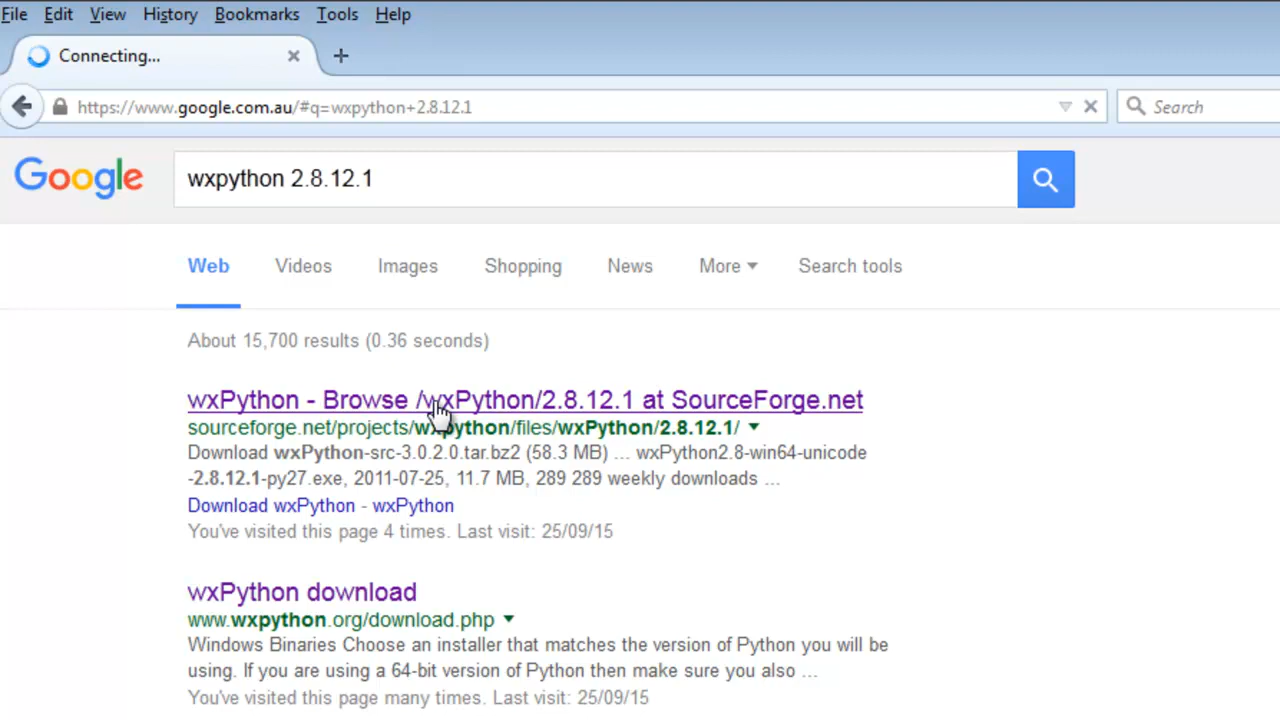 File Edit View History Bookmarks Tools Help
Connecting...
https://www.google.com.au/#q=wxpython+2.8.12.1
Search
Google
wxpython 2.8.12.1
Web Videos Images Shopping News More Search tools
About 15,700 results (0.36 seconds)
wxPython - Browse /wxPython/2.8.12.1 at SourceForge.net
sourceforge.net/projects/wxpython/files/wxPython/2.8.12.1/
Download wxPython-src-3.0.2.0.tar.bz2 (58.3 MB) ... wxPython2.8-win64-unicode
-2.8.12.1-py27.exe, 2011-07-25, 11.7 MB, 289 289 weekly downloads ...
Download wxPython - wxPython
You've visited this page 4 times. Last visit: 25/09/15
wxPython download
www.wxpython.org/download.php
Windows Binaries Choose an installer that matches the version of Python you will be
using. If you are using a 64-bit version of Python then make sure you also ...
You've visited this page many times. Last visit: 25/09/15